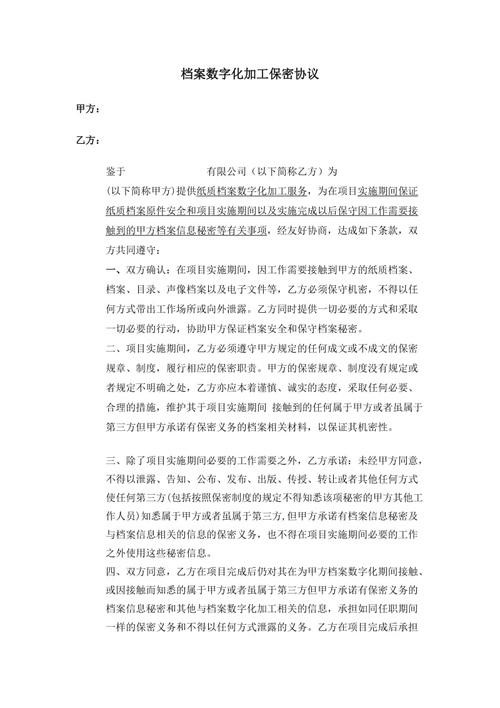 档案数字化加工保密协议
甲方：
乙方：
鉴于 有限公司（以下简称乙方）为
(以下简称甲方)提供纸质档案数字化加工服务，为在项目实施期间保证
纸质档案原件安全和项目实施期间以及实施完成以后保守因工作需要接
触到的甲方档案信息秘密等有关事项，经友好协商，达成如下条款，双
方共同遵守：
一、双方确认：在项目实施期间，因工作需要接触到甲方的纸质档案、
档案、目录、声像档案以及电子文件等，乙方必须保守机密，不得以任
何方式带出工作场所或向外泄露。乙方同时提供一切必要的方式和采取
一切必要的行动，协助甲方保证档案安全和保守档案秘密。
二、项目实施期间，乙方必须遵守甲方规定的任何成文或不成文的保密
规章、制度，履行相应的保密职责。甲方的保密规章、制度没有规定或
者规定不明确之处，乙方亦应本着谨慎、诚实的态度，采取任何必要、
合理的措施，维护其于项目实施期间 接触到的任何属于甲方或者虽属于
第三方但甲方承诺有保密义务的档案相关材料，以保证其机密性。
三、除了项目实施期间必要的工作需要之外，乙方承诺：未经甲方同意，
不得以泄露、告知、公布、发布、出版、传授、转让或者其他任何方式
使任何第三方(包括按照保密制度的规定不得知悉该项秘密的甲方其他工
作人员)知悉属于甲方或者虽属于第三方,但甲方承诺有档案信息秘密及
与档案信息相关的信息的保密义务，也不得在项目实施期间必要的工作
之外使用这些秘密信息。
四、双方同意，乙方在项目完成后仍对其在为甲方档案数字化期间接触、
或因接触而知悉的属于甲方或者虽属于第三方但甲方承诺有保密义务的
档案信息秘密和其他与档案数字化加工相关的信息，承担如同任职期间
一样的保密义务和不得以任何方式泄露的义务。乙方在项目完成后承担